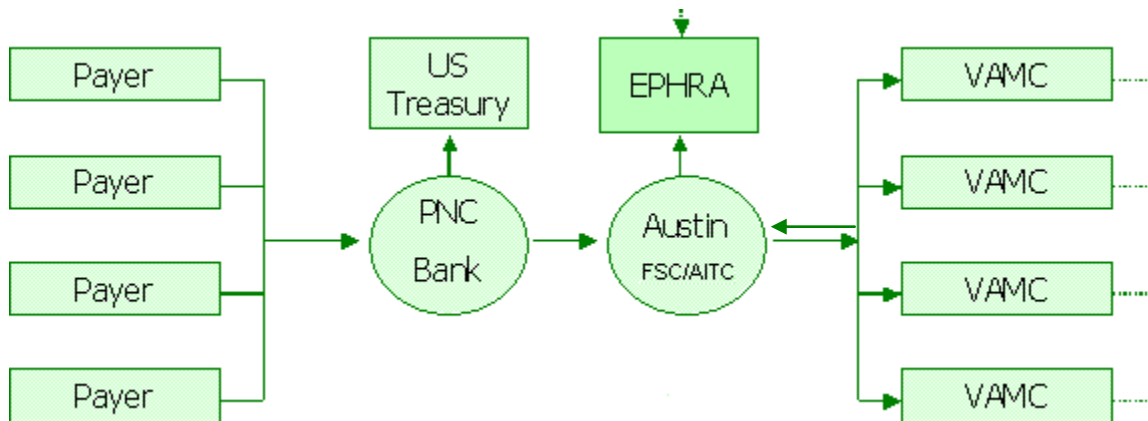 Payer
Payer
Payer
Payer
US
Treasury
PNC
Bank
EPHRA
Austin
FSC/AITC
VAMC
VAMC
VAMC
VAMC